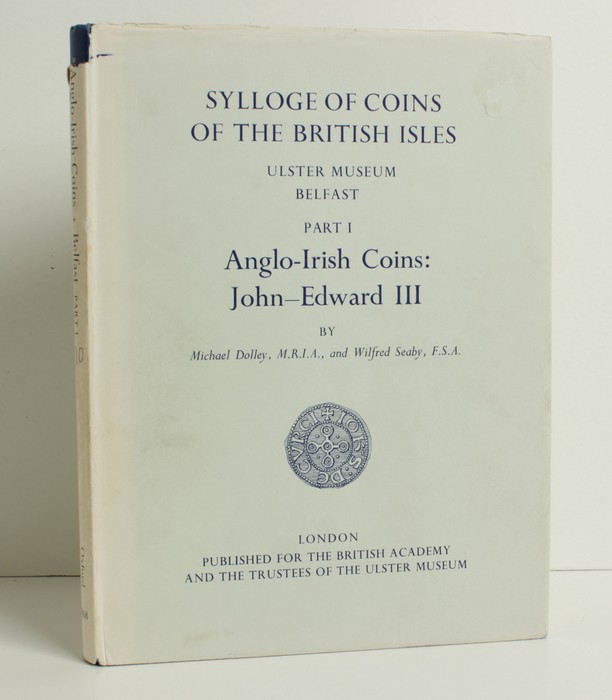 SYLLOGE OF COINS
OF THE BRITISH ISLES
ULSTER MUSEUM
BELFAST
PART I
Anglo-Irish Coins:
John–Edward III
BY
Michael Dolley, M.R.I.A., and Wilfred Seaby, F.S.A.
LONDON
PUBLISHED FOR THE BRITISH ACADEMY
AND THE TRUSTEES OF THE ULSTER MUSEUM
Anglo-Irish Coins · Belfast PART I
Oxford